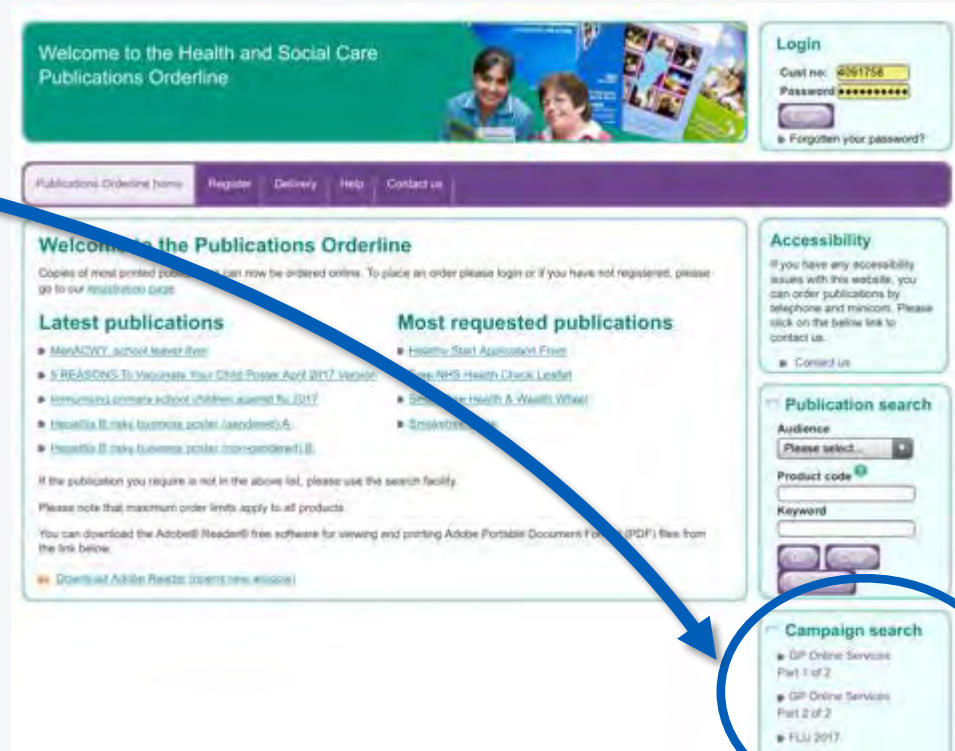 Welcome to the Health and Social Care
Publications Orderline
Login
Cust no: 4091758
Password
Forgotten your password?
Publications Orderline home
Register
Delivery
Help
Contact us
Welcome to the Publications Orderline
Copies of most printed publications can now be ordered online. To place an order please login or if you have not registered, please
go to our registration page
Latest publications
MenACWY school leaver flyer
5 REASONS To Vaccinate Your Child Poster April 2017 Version
Immunising primary school children against flu 2017
Hepatitis B risky business poster (gendered) A
Hepatitis B risky business poster (non-gendered) B
Most requested publications
Healthy Start Application From
Free NHS Health Check Leaflet
Health & Wealth Wheel
If the publication you require is not in the above list, please use the search facility.
Please note that maximum order limits apply to all products
You can download the Adobe® Reader® free software for viewing and printing Adobe Portable Document (PDF) files from
the link below.
Download Adobe Reader (opens new window)
Accessibility
If you have any accessibility
issues with this website, you
can order publications by
telephone and minicom. Please
click on the below link to
contact us.
Contact us
Publication search
Audience
Please select...
Product code
Keyword
Campaign search
GP Online Services
Part 1 of 2
GP Online Services
Part 2 of 2
FLU 2017